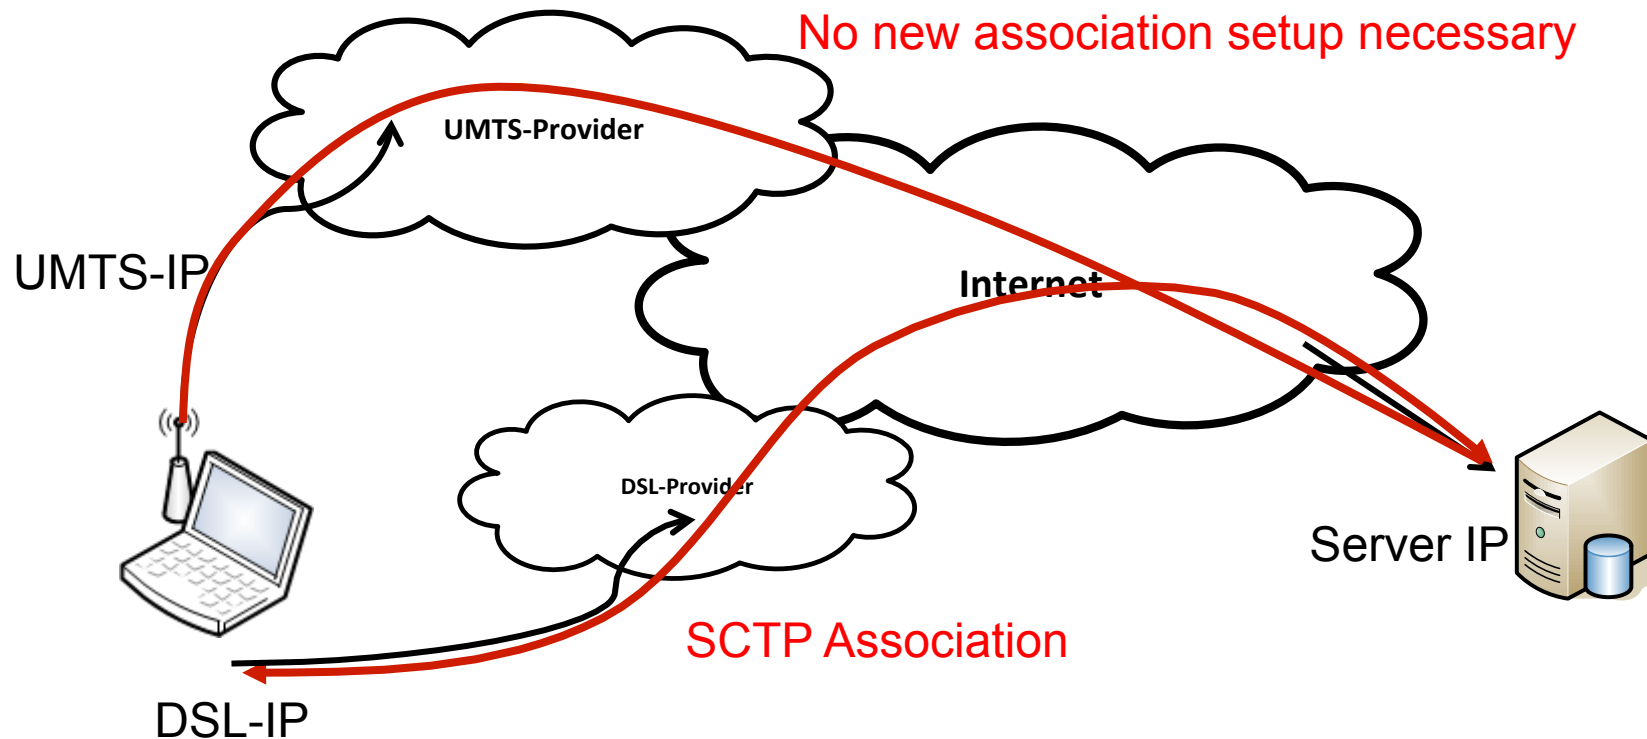 No new association setup necessary
UMTS-Provider
UMTS-IP
Internet
DSL-Provider
Server IP
SCTP Association
DSL-IP